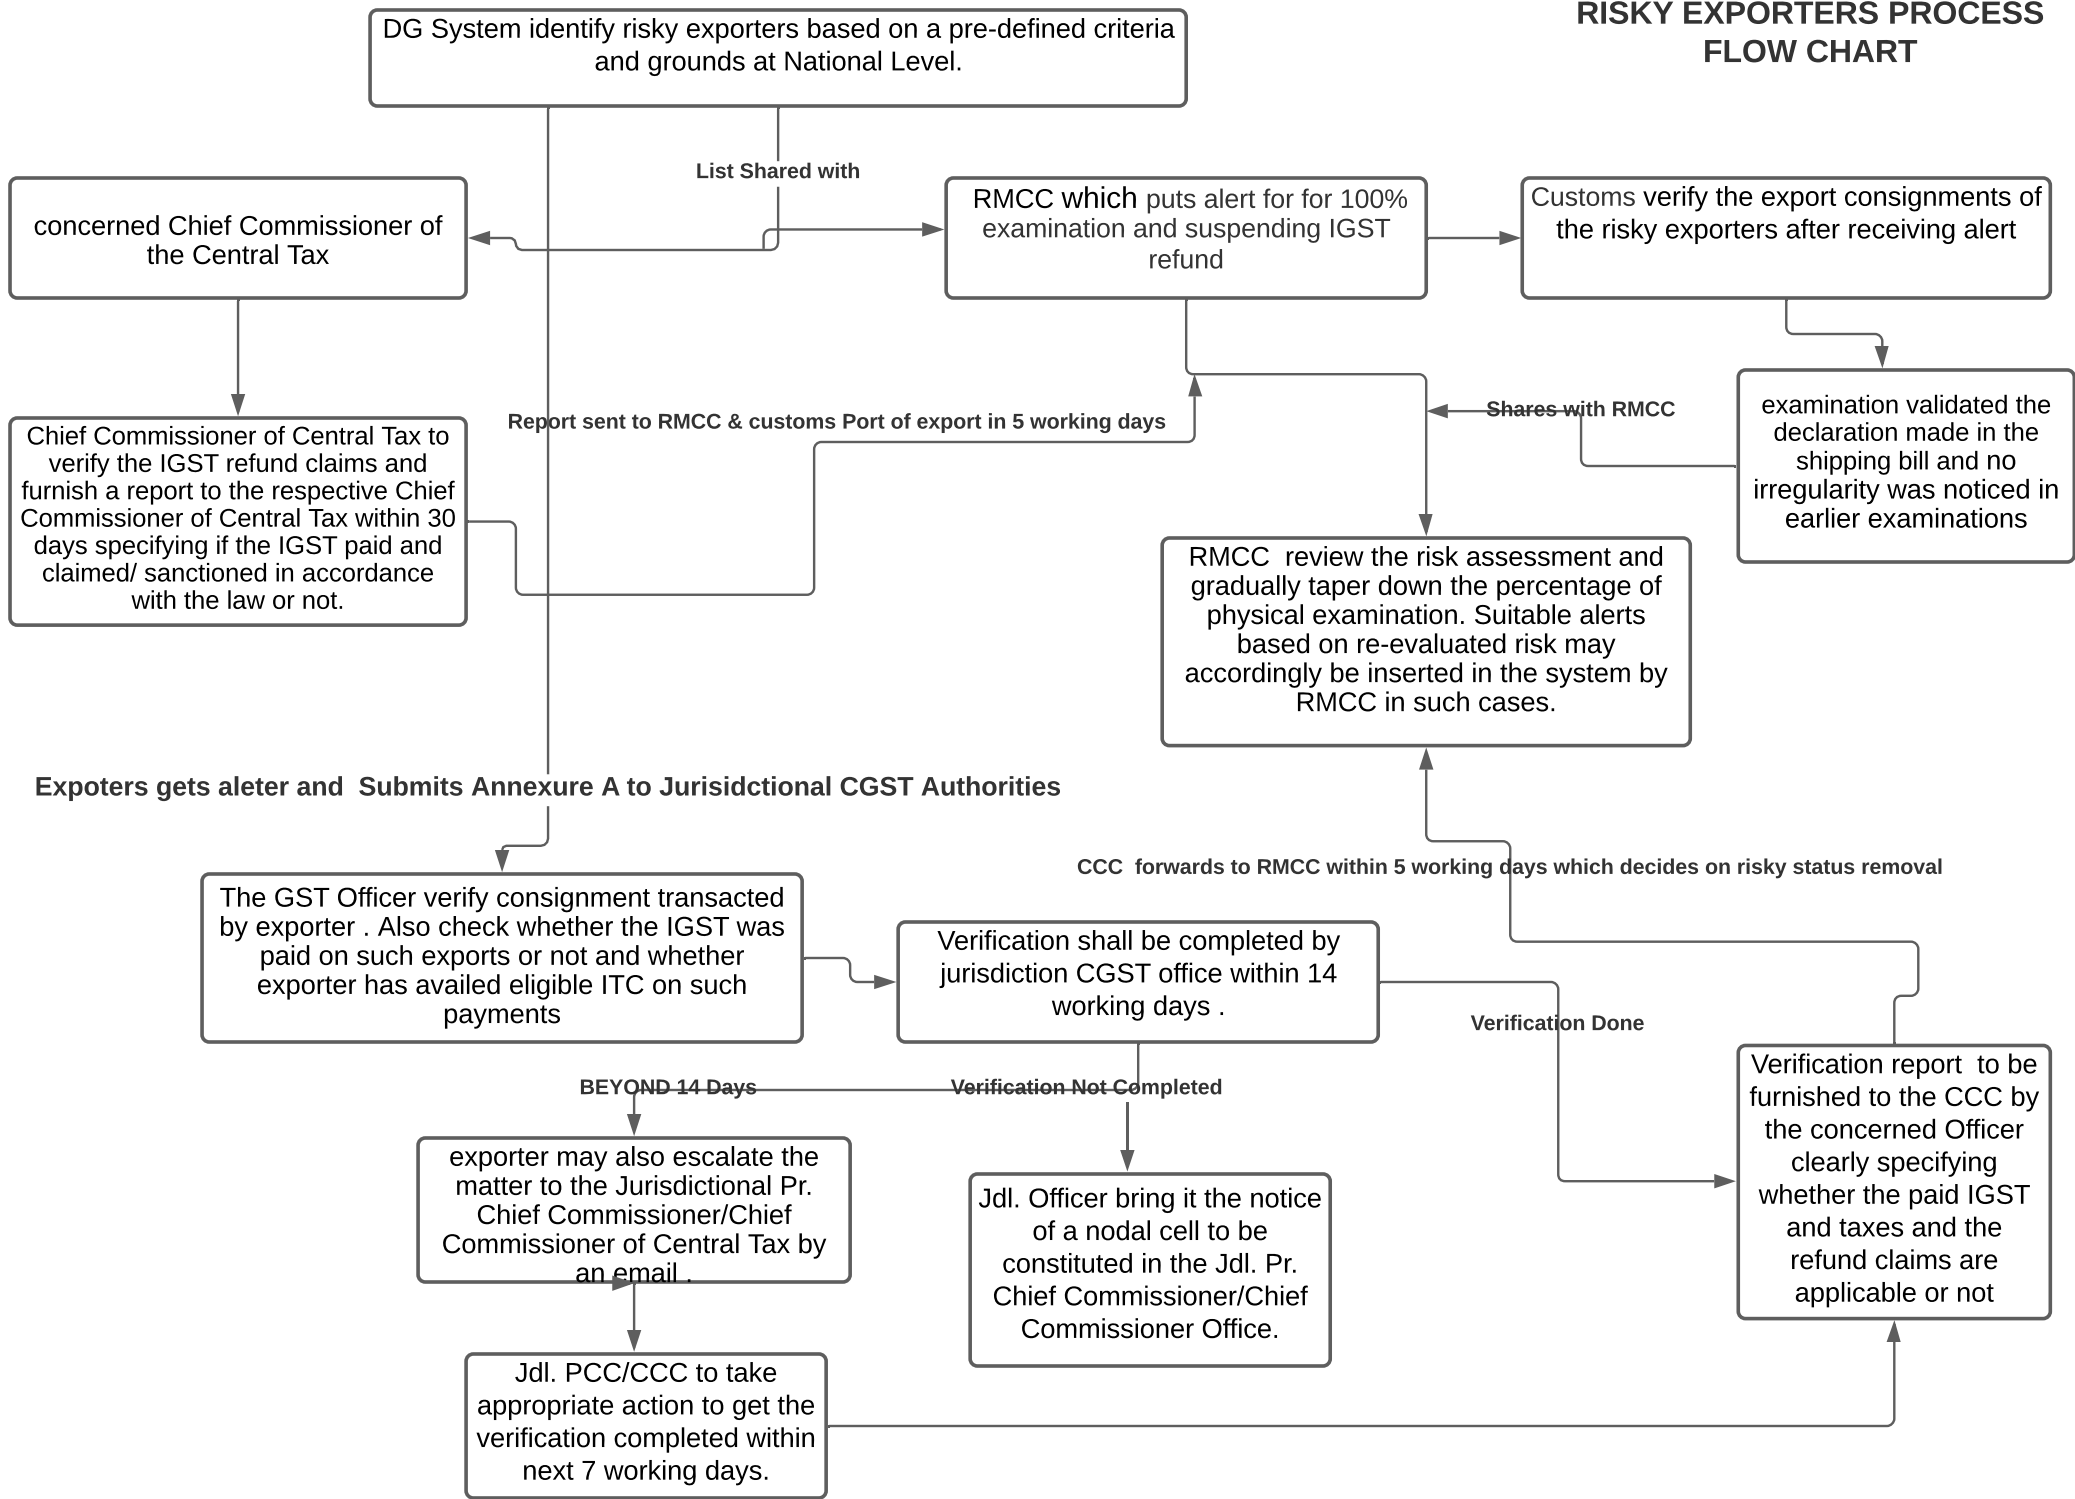 RISKY EXPORTERS PROCESS
FLOW CHART
DG System identify risky exporters based on a pre-defined criteria
and grounds at National Level.
List Shared with
concerned Chief Commissioner of
the Central Tax
RMCC which puts alert for for 100%
examination and suspending IGST
refund
Customs verify the export consignments of
the risky exporters after receiving alert
Chief Commissioner of Central Tax to
verify the IGST refund claims and
furnish a report to the respective Chief
Commissioner of Central Tax within 30
days specifying if the IGST paid and
claimed/ sanctioned in accordance
with the law or not.
Report sent to RMCC & customs Port of export in 5 working days
Shares with RMCC
examination validated the
declaration made in the
shipping bill and no
irregularity was noticed in
earlier examinations
RMCC  review the risk assessment and
gradually taper down the percentage of
physical examination. Suitable alerts
based on re-evaluated risk may
accordingly be inserted in the system by
RMCC in such cases.
Expoters gets aleter and  Submits Annexure A to Jurisidctional CGST Authorities
CCC  forwards to RMCC within 5 working days which decides on risky status removal
The GST Officer verify consignment transacted
by exporter . Also check whether the IGST was
paid on such exports or not and whether
exporter has availed eligible ITC on such
payments
Verification shall be completed by
jurisdiction CGST office within 14
working days .
Verification Done
BEYOND 14 Days
Verification Not Completed
Verification report  to be
furnished to the CCC by
the concerned Officer
clearly specifying
whether the paid IGST
and taxes and the
refund claims are
applicable or not
exporter may also escalate the
matter to the Jurisdictional Pr.
Chief Commissioner/Chief
Commissioner of Central Tax by
an email .
Jdl. Officer bring it the notice
of a nodal cell to be
constituted in the Jdl. Pr.
Chief Commissioner/Chief
Commissioner Office.
Jdl. PCC/CCC to take
appropriate action to get the
verification completed within
next 7 working days.